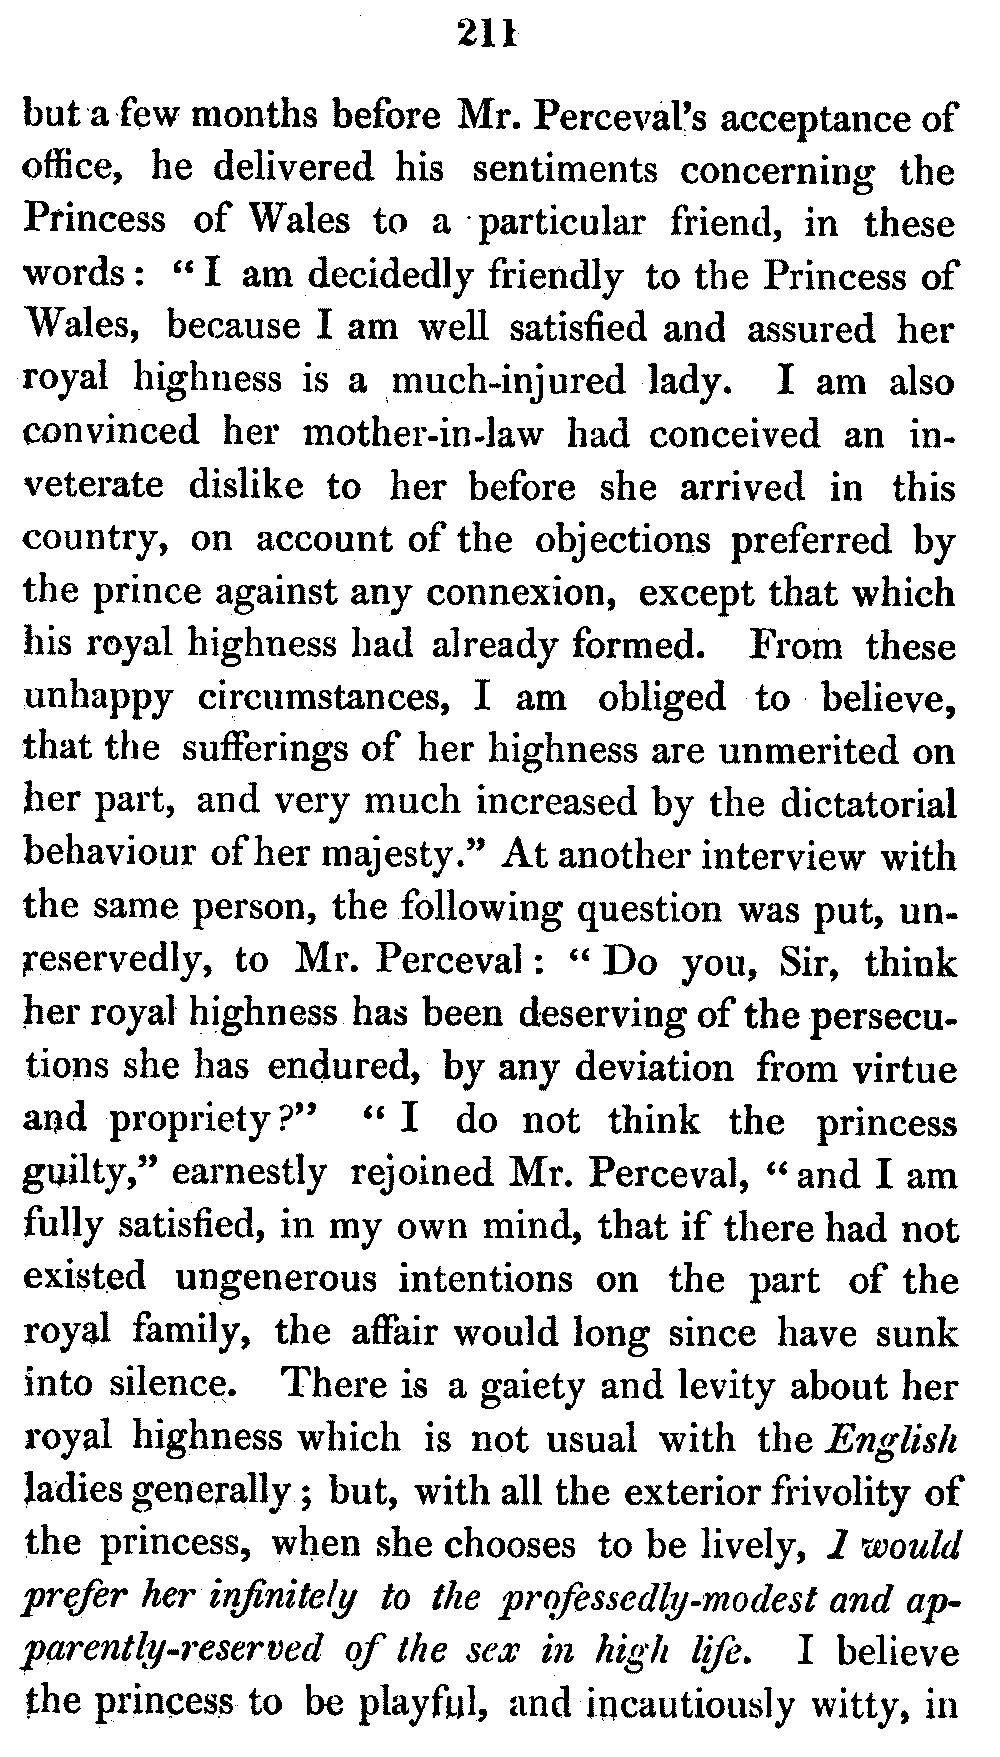 211
but a few months before Mr. Perceval's acceptance of
office, he delivered his sentiments concerning the
Princess of Wales to a particular friend, in these
words: “I am decidedly friendly to the Princess of
Wales, because I am well satisfied and assured her
royal highness is a much-injured lady. I am also
convinced her mother-in-law had conceived an in-
veterate dislike to her before she arrived in this
country, on account of the objections preferred by
the prince against any connexion, except that which
his royal highness had already formed. From these
unhappy circumstances, I am obliged to believe,
that the sufferings of her highness are unmerited on
her part, and very much increased by the dictatorial
behaviour of her majesty.” At another interview with
the same person, the following question was put, un-
reservedly, to Mr. Perceval: “Do you, Sir, think
her royal highness has been deserving of the persecu-
tions she has endured, by any deviation from virtue
and propriety?” “I do not think the princess
guilty,” earnestly rejoined Mr. Perceval, “and I am
fully satisfied, in my own mind, that if there had not
existed ungenerous intentions on the part of the
royal family, the affair would long since have sunk
into silence. There is a gaiety and levity about her
royal highness which is not usual with the English
ladies generally; but, with all the exterior frivolity of
the princess, when she chooses to be lively, I would
prefer her infinitely to the professedly-modest and ap-
parently-reserved of the sex in high life. I believe
the princess to be playful, and incautiously witty, in